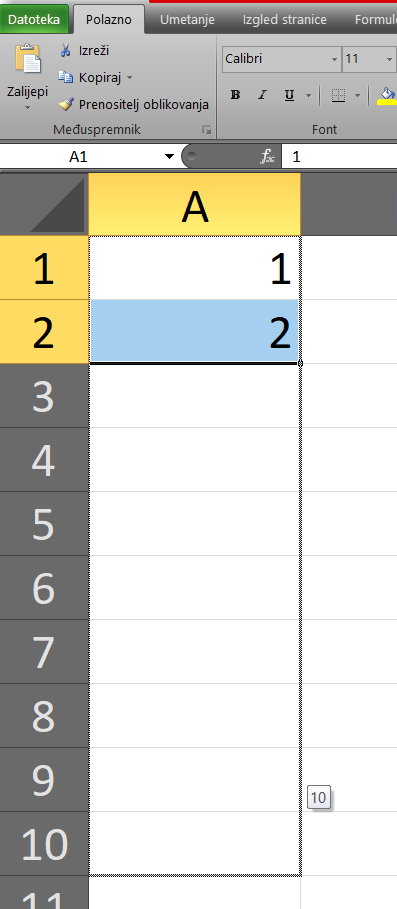 Datoteka Polazno Umetanje Izgled stranice Formul
Zalijepi
Izreži
Kopiraj
Prenositelj oblikovanja
Međuspremnik
Calibri 11
B I U
Font
A1 fx 1
A
1 1
2 2
3
4
5
6
7
8
9
10
10
11